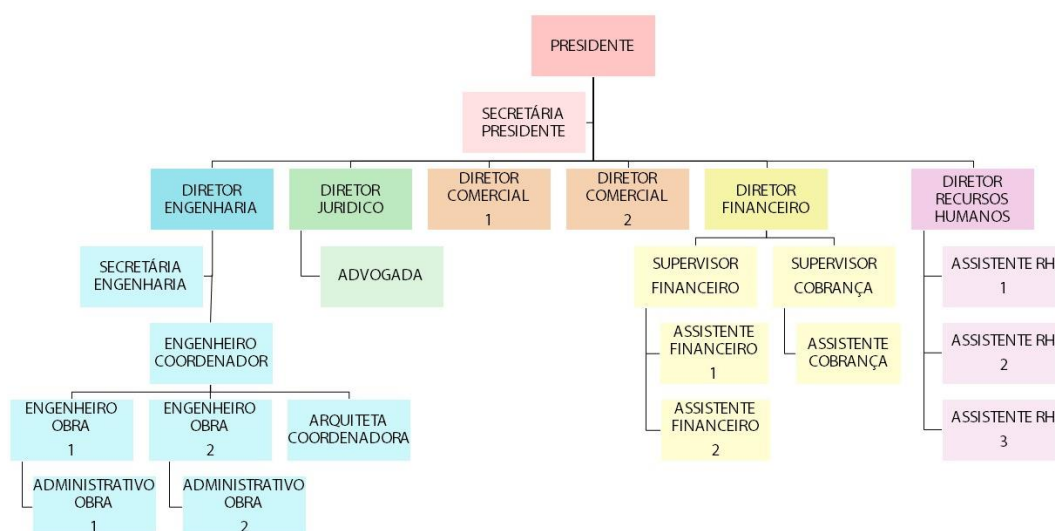 PRESIDENTE
SECRETÁRIA
PRESIDENTE
DIRETOR
ENGENHARIA
DIRETOR
JURIDICO
DIRETOR
COMERCIAL
1
DIRETOR
COMERCIAL
2
DIRETOR
FINANCEIRO
DIRETOR
RECURSOS
HUMANOS
SECRETÁRIA
ENGENHARIA
ADVOGADA
SUPERVISOR
FINANCEIRO
SUPERVISOR
COBRANÇA
ASSISTENTE RH
1
ENGENHEIRO
COORDENADOR
ASSISTENTE
FINANCEIRO
1
ASSISTENTE
COBRANÇA
ASSISTENTE RH
2
ENGENHEIRO
OBRA
1
ENGENHEIRO
OBRA
2
ARQUITETA
COORDENADORA
ASSISTENTE
FINANCEIRO
2
ASSISTENTE RH
3
ADMINISTRATIVO
OBRA
1
ADMINISTRATIVO
OBRA
2